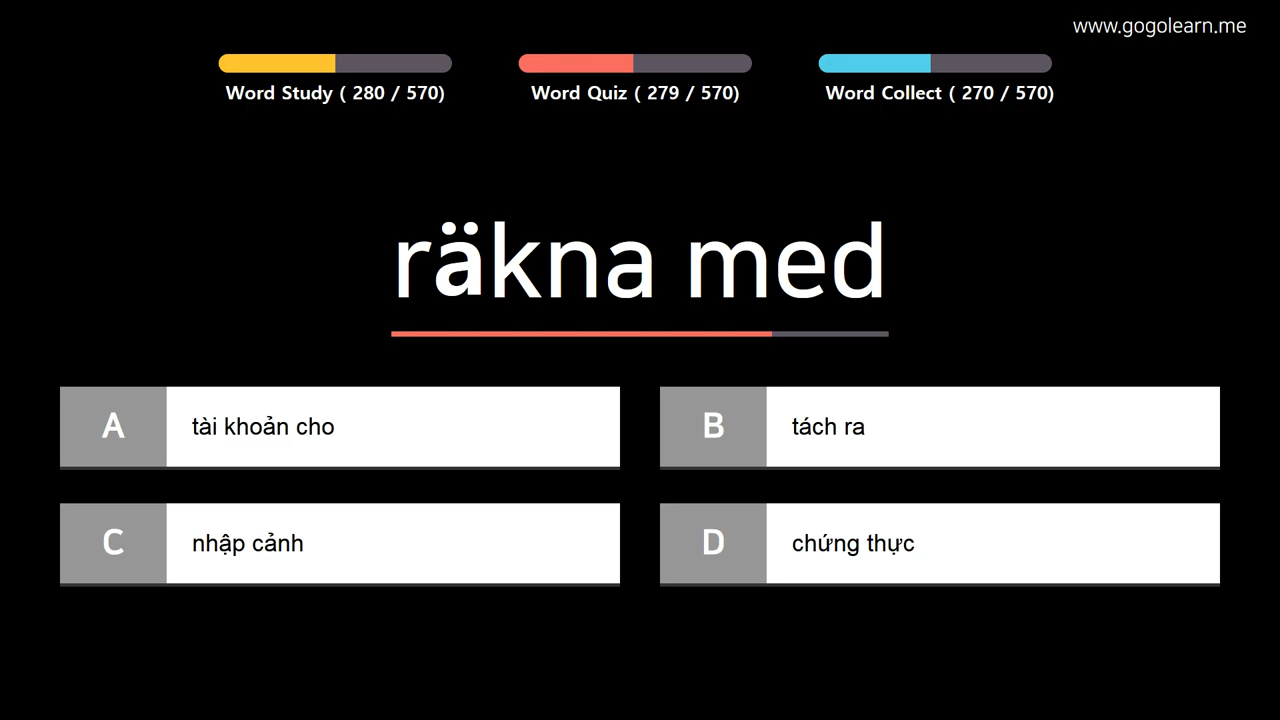 www.gogolearn.me
Word Study ( 280 / 570)
Word Quiz ( 279 / 570)
Word Collect ( 270 / 570)
räkna med
A
tài khoản cho
B
tách ra
C
nhập cảnh
D
chứng thực